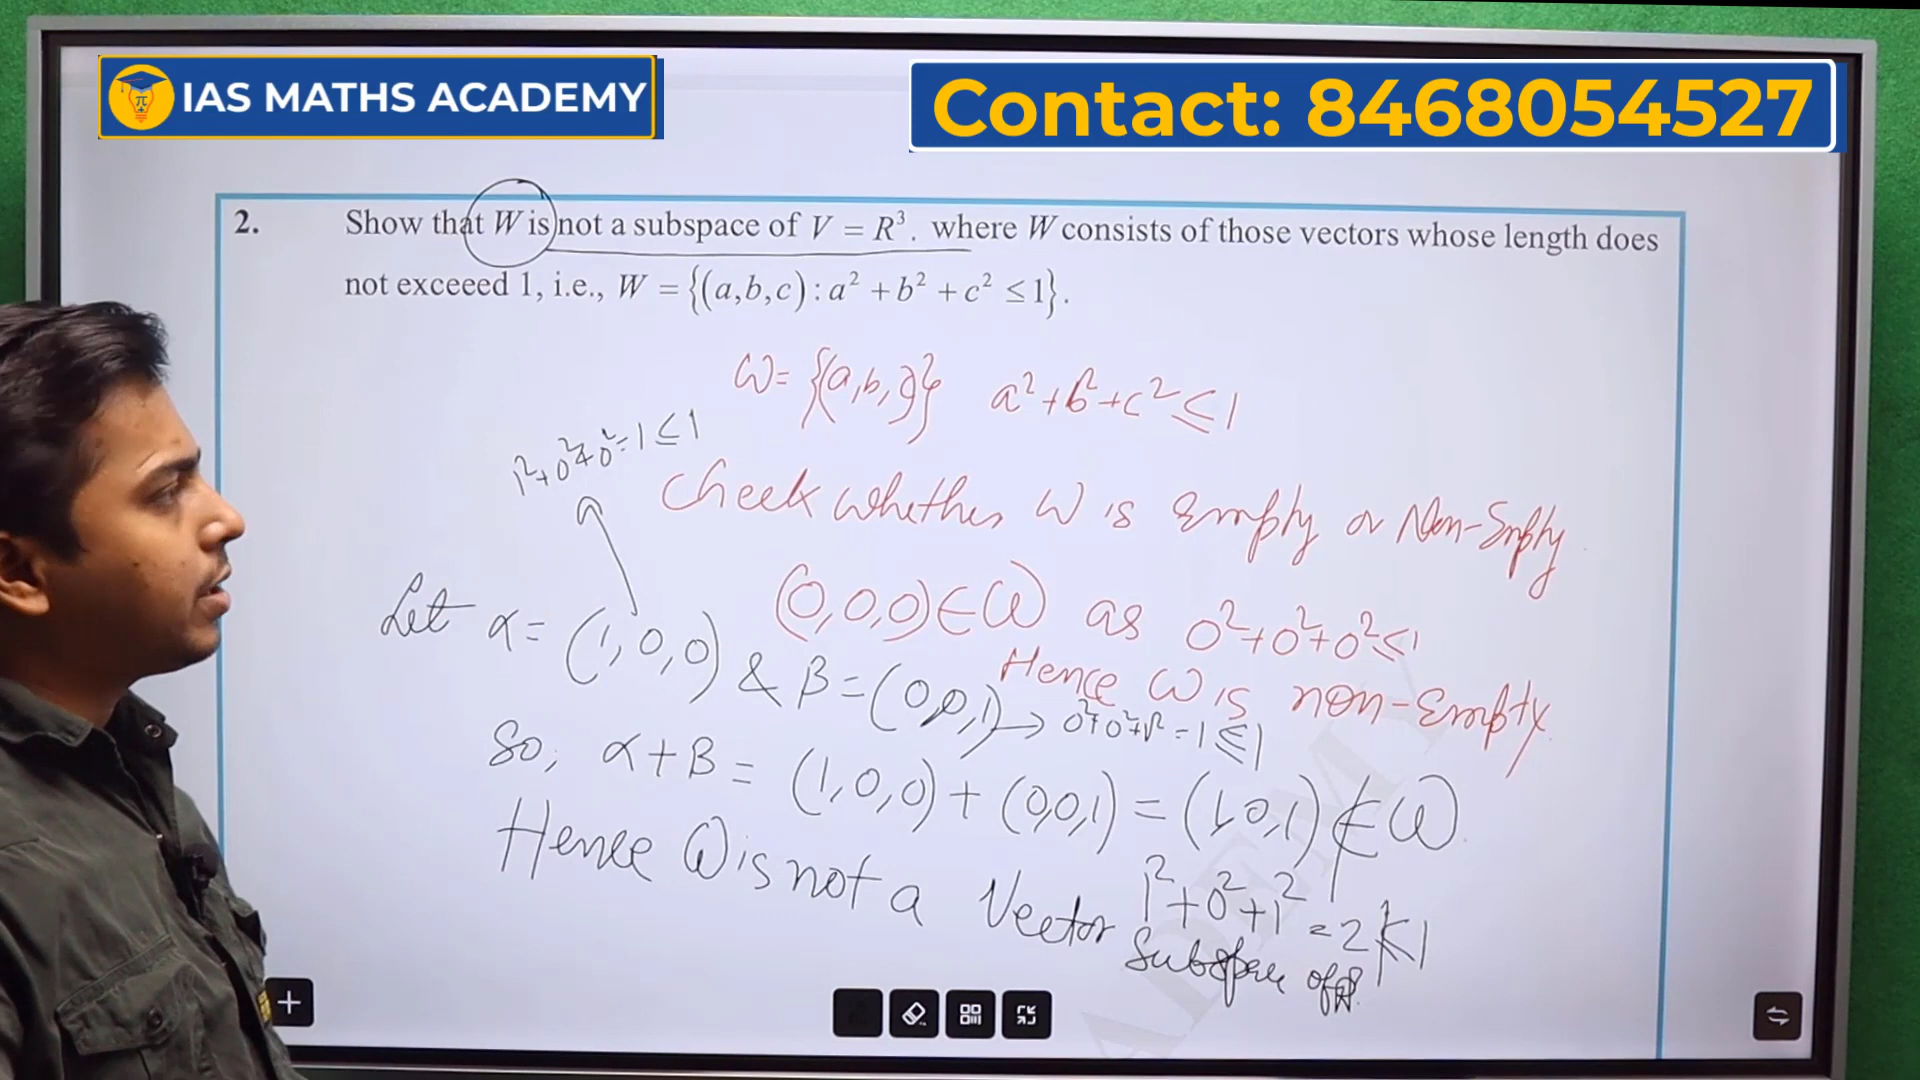 IAS MATHS ACADEMY
Contact: 8468054527
2. Show that W is not a subspace of V = R³. where W consists of those vectors whose length does
not exceeed 1, i.e., W = {(a,b,c) : a² + b² + c² ≤ 1}.
W = {(a,b,c)} a²+b²+c² ≤ 1
1²+0²+0² = 1 ≤ 1
Check whether W is Empty or Non-Empty
(0,0,0) ∈ W as 0²+0²+0² ≤ 1
Hence W is non-Empty.
Let α = (1,0,0) & β = (0,0,1) → 0²+0²+1² = 1 ≤ 1
So, α+β = (1,0,0) + (0,0,1) = (1,0,1) ∉ W.
1²+0²+1² = 2 ≰ 1
Hence W is not a Vector Subspace of
ADEMY